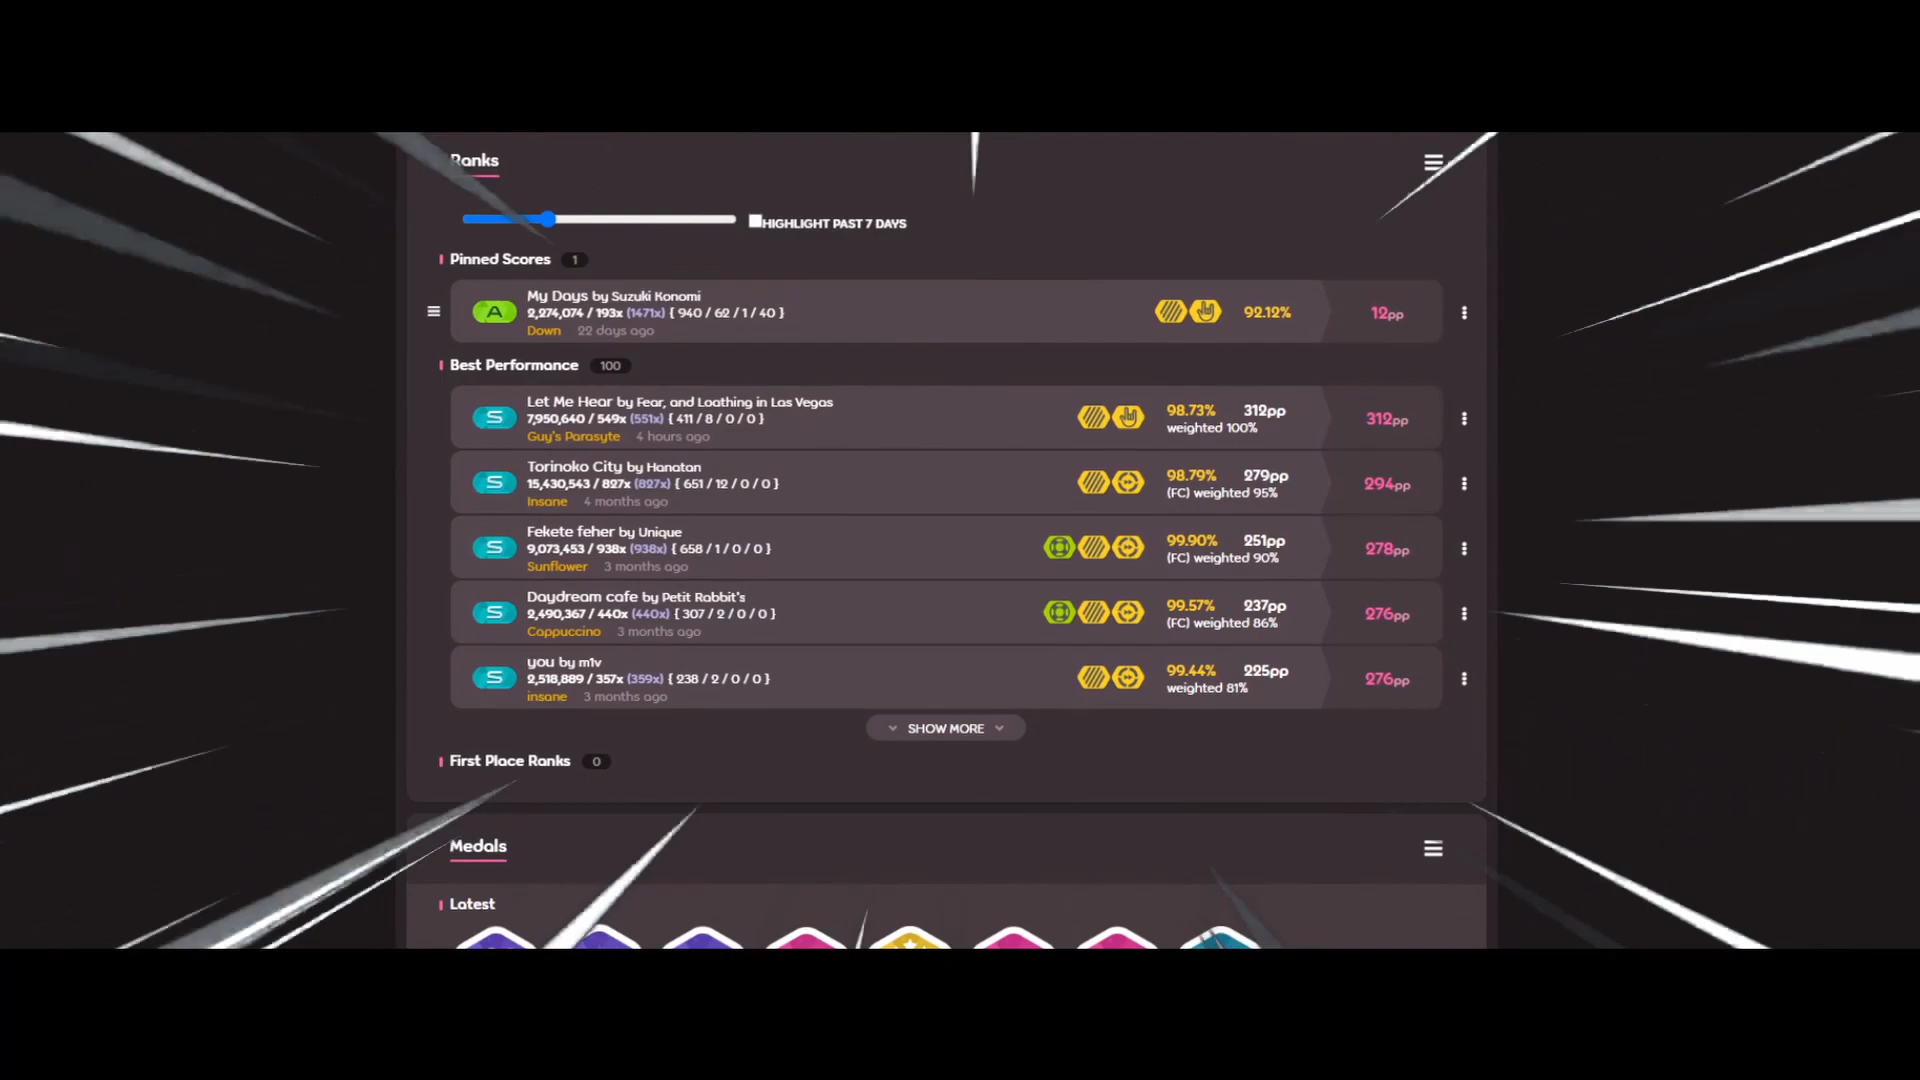 Ranks
HIGHLIGHT PAST 7 DAYS
Pinned Scores 1
A
My Days by Suzuki Konomi
2,274,074 / 193x (1471x) { 940 / 62 / 1 / 40 }
Down 22 days ago
92.12%
12pp
Best Performance 100
S
Let Me Hear by Fear, and Loathing in Las Vegas
7,950,640 / 549x (551x) { 411 / 8 / 0 / 0 }
Guy's Parasyte 4 hours ago
98.73% 312pp
weighted 100%
312pp
S
Torinoko City by Hanatan
15,430,543 / 827x (827x) { 651 / 12 / 0 / 0 }
Insane 4 months ago
98.79% 279pp
(FC) weighted 95%
294pp
S
Fekete feher by Unique
9,073,453 / 938x (938x) { 658 / 1 / 0 / 0 }
Sunflower 3 months ago
99.90% 251pp
(FC) weighted 90%
278pp
S
Daydream cafe by Petit Rabbit's
2,490,367 / 440x (440x) { 307 / 2 / 0 / 0 }
Cappuccino 3 months ago
99.57% 237pp
(FC) weighted 86%
276pp
S
you by m1v
2,518,889 / 357x (359x) { 238 / 2 / 0 / 0 }
insane 3 months ago
99.44% 225pp
weighted 81%
276pp
SHOW MORE
First Place Ranks 0
Medals
Latest